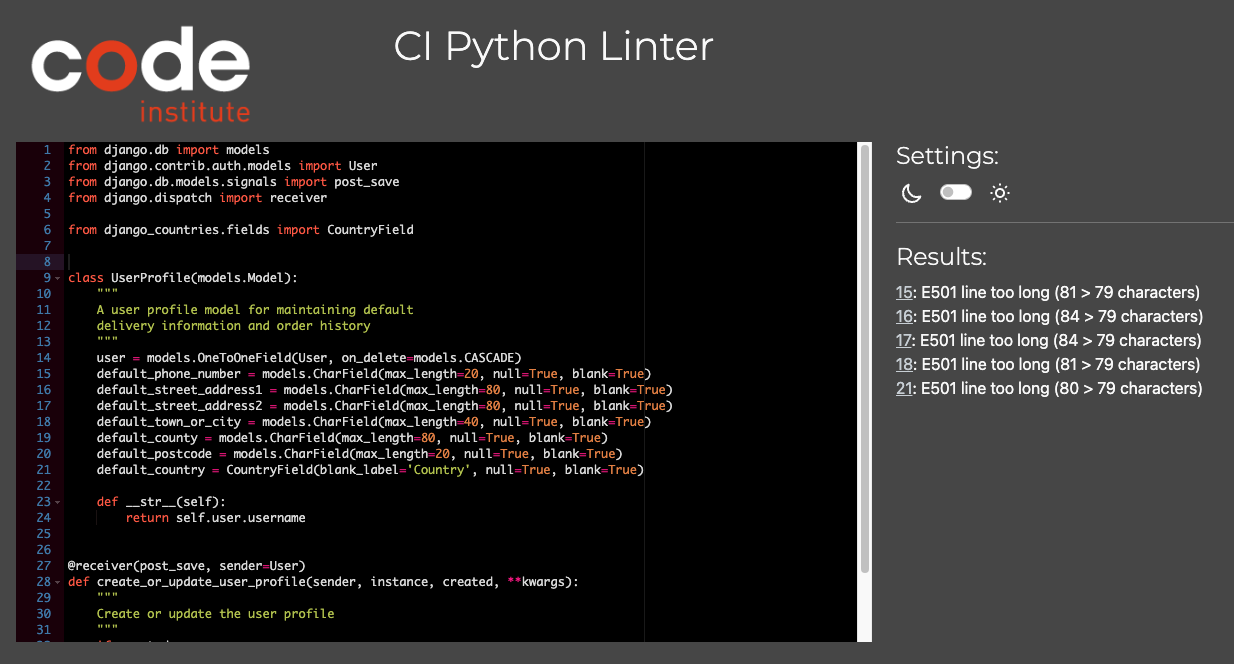 code
institute
CI Python Linter
1 from django.db import models
2 from django.contrib.auth.models import User
3 from django.db.models.signals import post_save
4 from django.dispatch import receiver
5
6 from django_countries.fields import CountryField
7
8
9 class UserProfile(models.Model):
10     """
11     A user profile model for maintaining default
12     delivery information and order history
13     """
14     user = models.OneToOneField(User, on_delete=models.CASCADE)
15     default_phone_number = models.CharField(max_length=20, null=True, blank=True)
16     default_street_address1 = models.CharField(max_length=80, null=True, blank=True)
17     default_street_address2 = models.CharField(max_length=80, null=True, blank=True)
18     default_town_or_city = models.CharField(max_length=40, null=True, blank=True)
19     default_county = models.CharField(max_length=80, null=True, blank=True)
20     default_postcode = models.CharField(max_length=20, null=True, blank=True)
21     default_country = CountryField(blank_label='Country', null=True, blank=True)
22
23     def __str__(self):
24         return self.user.username
25
26
27 @receiver(post_save, sender=User)
28 def create_or_update_user_profile(sender, instance, created, **kwargs):
29     """
30     Create or update the user profile
31     """
Settings:
Results:
15: E501 line too long (81 > 79 characters)
16: E501 line too long (84 > 79 characters)
17: E501 line too long (84 > 79 characters)
18: E501 line too long (81 > 79 characters)
21: E501 line too long (80 > 79 characters)